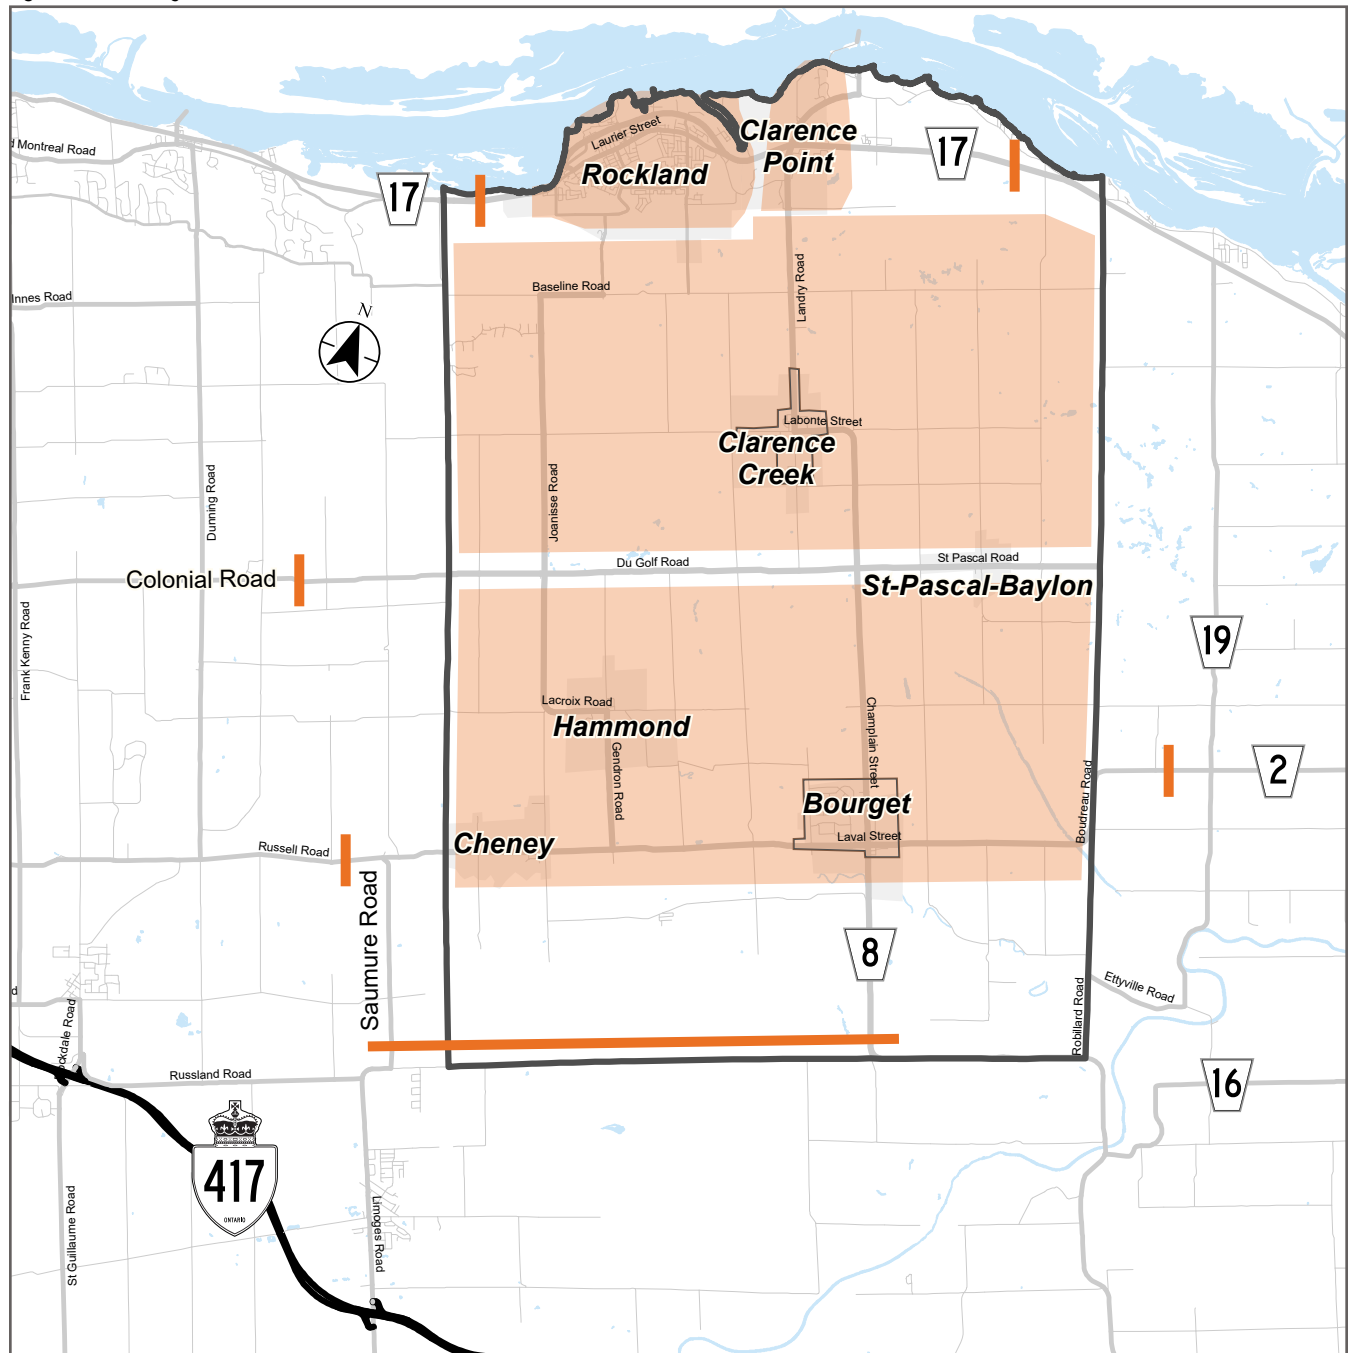 Laurier Street
Clarence
Point
17
Montreal Road
Rockland
17
Landry Road
Baseline Road
Innes Road
N
Labonte Street
Clarence
Creek
Dunning Road
Joanisse Road
St Pascal Road
Du Golf Road
Colonial Road
St-Pascal-Baylon
Frank Kenny Road
19
Lacroix Road
Hammond
Champlain Street
Gendron Road
2
Boudreau Road
Bourget
Laval Street
Cheney
Russell Road
Saumure Road
8
Ettyville Road
Robillard Road
Russland Road
16
417
ONTARIO
St Guillaume Road
Limoges Road